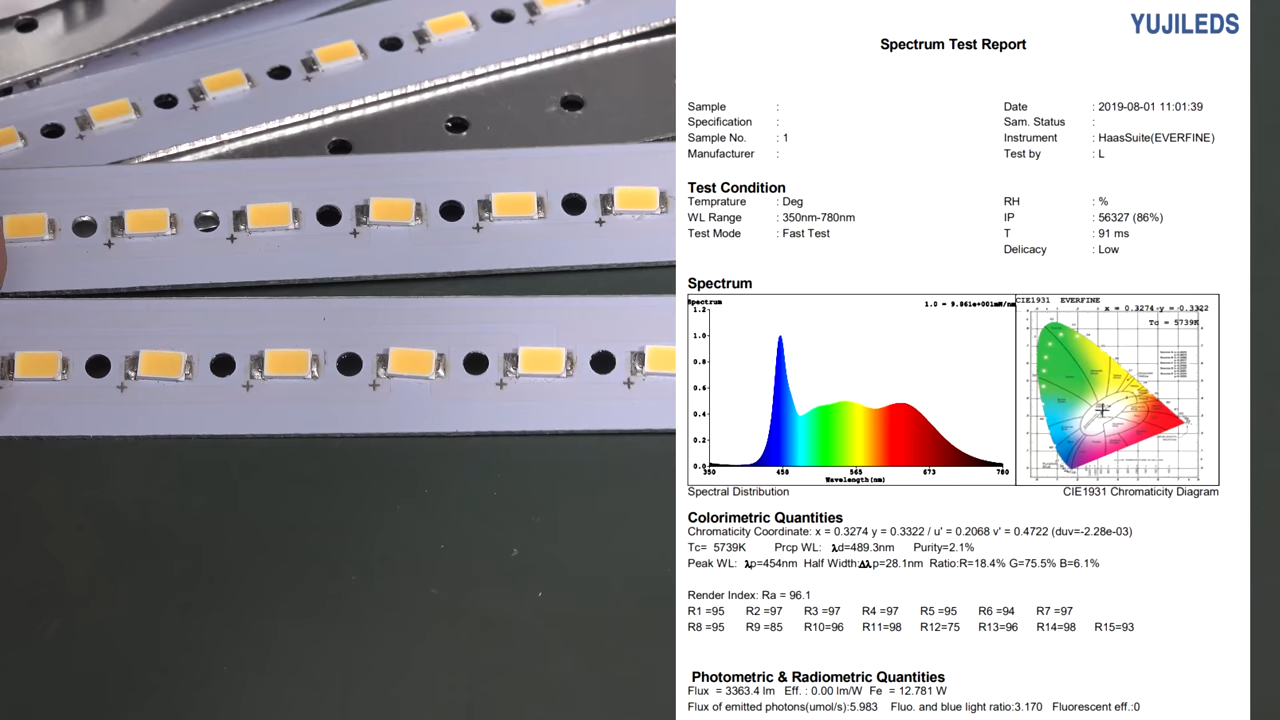 YUJILEDS
Spectrum Test Report
Sample : Date : 2019-08-01 11:01:39
Specification : Sam. Status :
Sample No. : 1 Instrument : HaasSuite(EVERFINE)
Manufacturer : Test by : L
Test Condition
Temprature : Deg RH : %
WL Range : 350nm-780nm IP : 56327 (86%)
Test Mode : Fast Test T : 91 ms
Delicacy : Low
Spectrum
Spectrum 1.0 = 9.861e+001mW/nm
1.2
1.0
0.8
0.6
0.4
0.2
0.0
350 458 565 673 780
Wavelength(nm)
CIE1931 EVERFINE
x = 0.3274 y = 0.3322
Tc = 5739K
Spectral Distribution CIE1931 Chromaticity Diagram
Colorimetric Quantities
Chromaticity Coordinate: x = 0.3274 y = 0.3322 / u' = 0.2068 v' = 0.4722 (duv=-2.28e-03)
Tc= 5739K Prcp WL: λd=489.3nm Purity=2.1%
Peak WL: λp=454nm Half Width:Δλp=28.1nm Ratio:R=18.4% G=75.5% B=6.1%
Render Index: Ra = 96.1
R1 =95 R2 =97 R3 =97 R4 =97 R5 =95 R6 =94 R7 =97
R8 =95 R9 =85 R10=96 R11=98 R12=75 R13=96 R14=98 R15=93
Photometric & Radiometric Quantities
Flux = 3363.4 lm Eff. : 0.00 lm/W Fe = 12.781 W
Flux of emitted photons(umol/s):5.983 Fluo. and blue light ratio:3.170 Fluorescent eff.:0